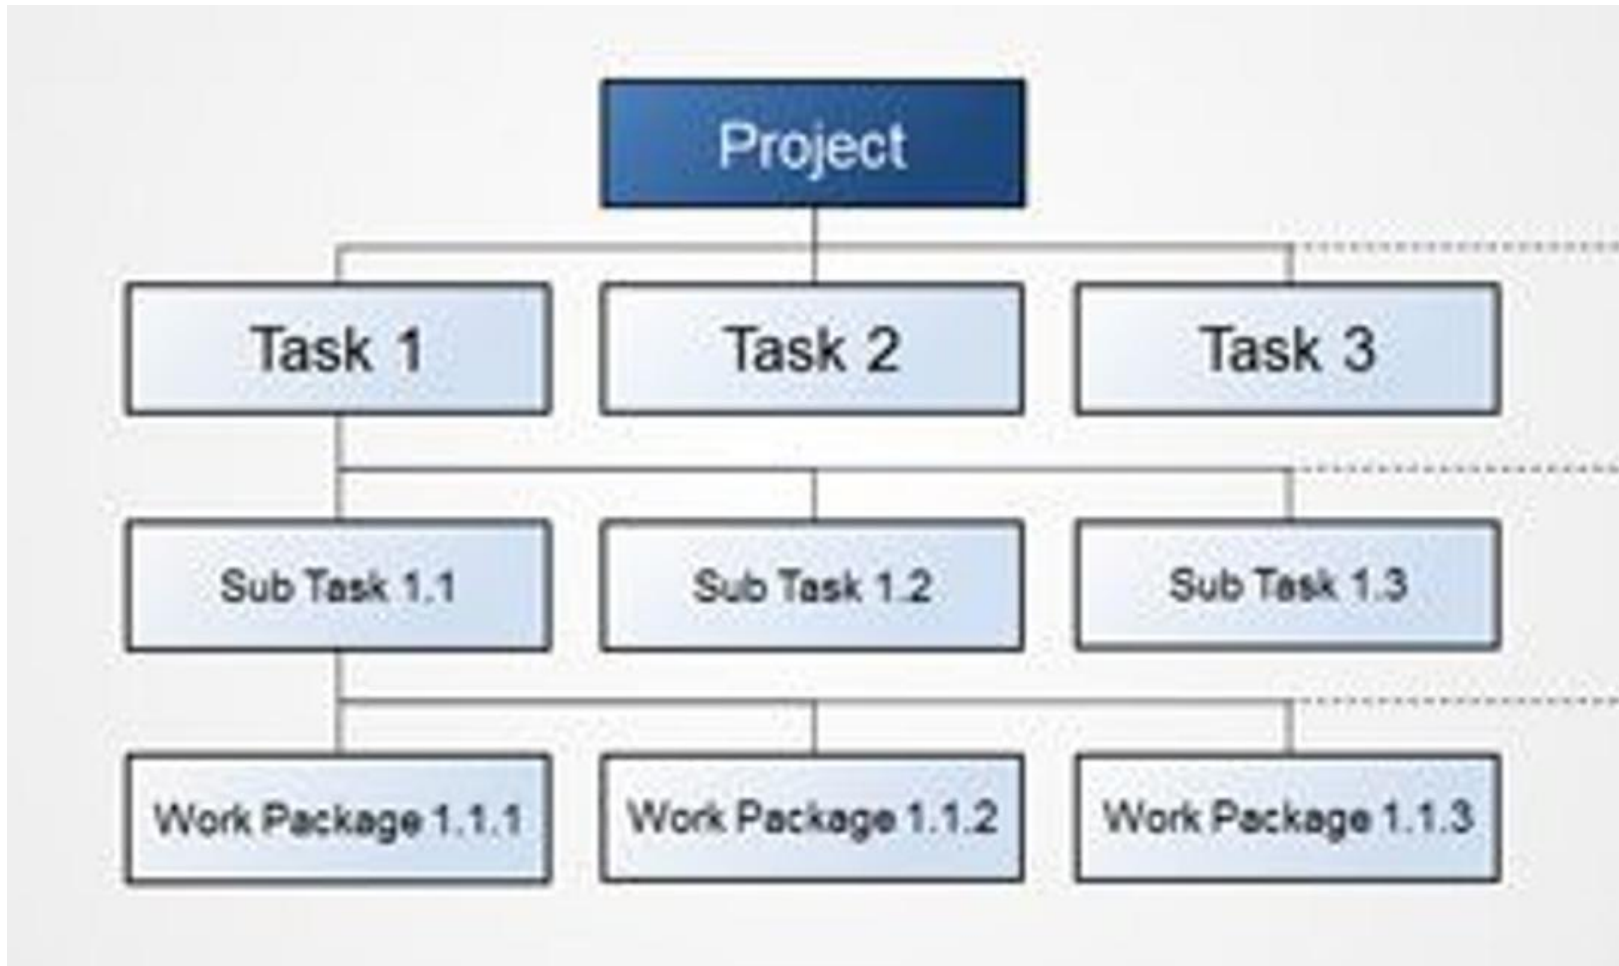 Project
Task 1
Task 2
Task 3
Sub Task 1.1
Sub Task 1.2
Sub Task 1.3
Work Package 1.1.1
Work Package 1.1.2
Work Package 1.1.3